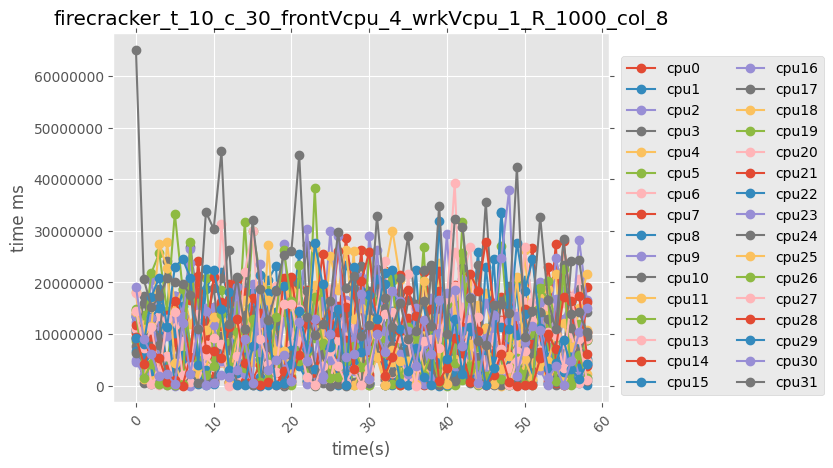 firecracker_t_10_c_30_frontVcpu_4_wrkVcpu_1_R_1000_col_8
time ms
60000000
50000000
40000000
30000000
20000000
10000000
0
0
10
20
30
40
50
60
time(s)
cpu0
cpu1
cpu2
cpu3
cpu4
cpu5
cpu6
cpu7
cpu8
cpu9
cpu10
cpu11
cpu12
cpu13
cpu14
cpu15
cpu16
cpu17
cpu18
cpu19
cpu20
cpu21
cpu22
cpu23
cpu24
cpu25
cpu26
cpu27
cpu28
cpu29
cpu30
cpu31